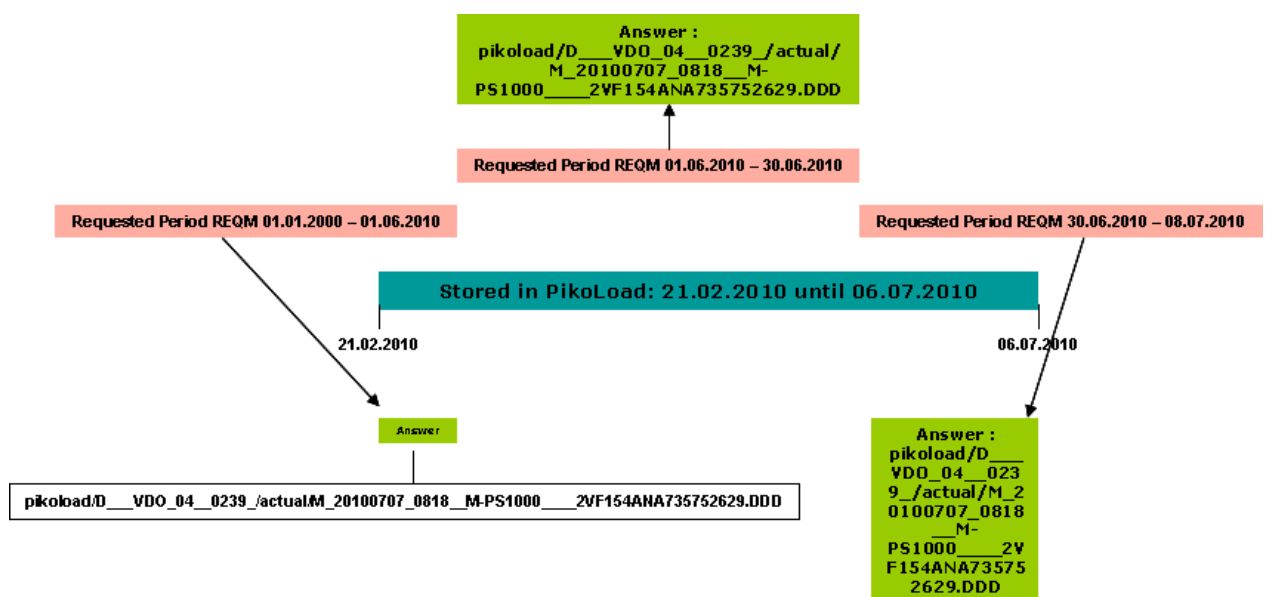 Answer :
pikoload/D___VDO_04__0239_/actual/
M_20100707_0818__M-
PS1000____2VF154ANA735752629.DDD
Requested Period REQM 01.06.2010 – 30.06.2010
Requested Period REQM 01.01.2000 – 01.06.2010
Requested Period REQM 30.06.2010 – 08.07.2010
Stored in PikoLoad: 21.02.2010 until 06.07.2010
21.02.2010
06.07.2010
Answer
pikoload/D___VDO_04__0239_/actual/M_20100707_0818__M-PS1000____2VF154ANA735752629.DDD
Answer :
pikoload/D___
VDO_04__023
9_/actual/M_2
0100707_0818
__M-
PS1000____2V
F154ANA73575
2629.DDD